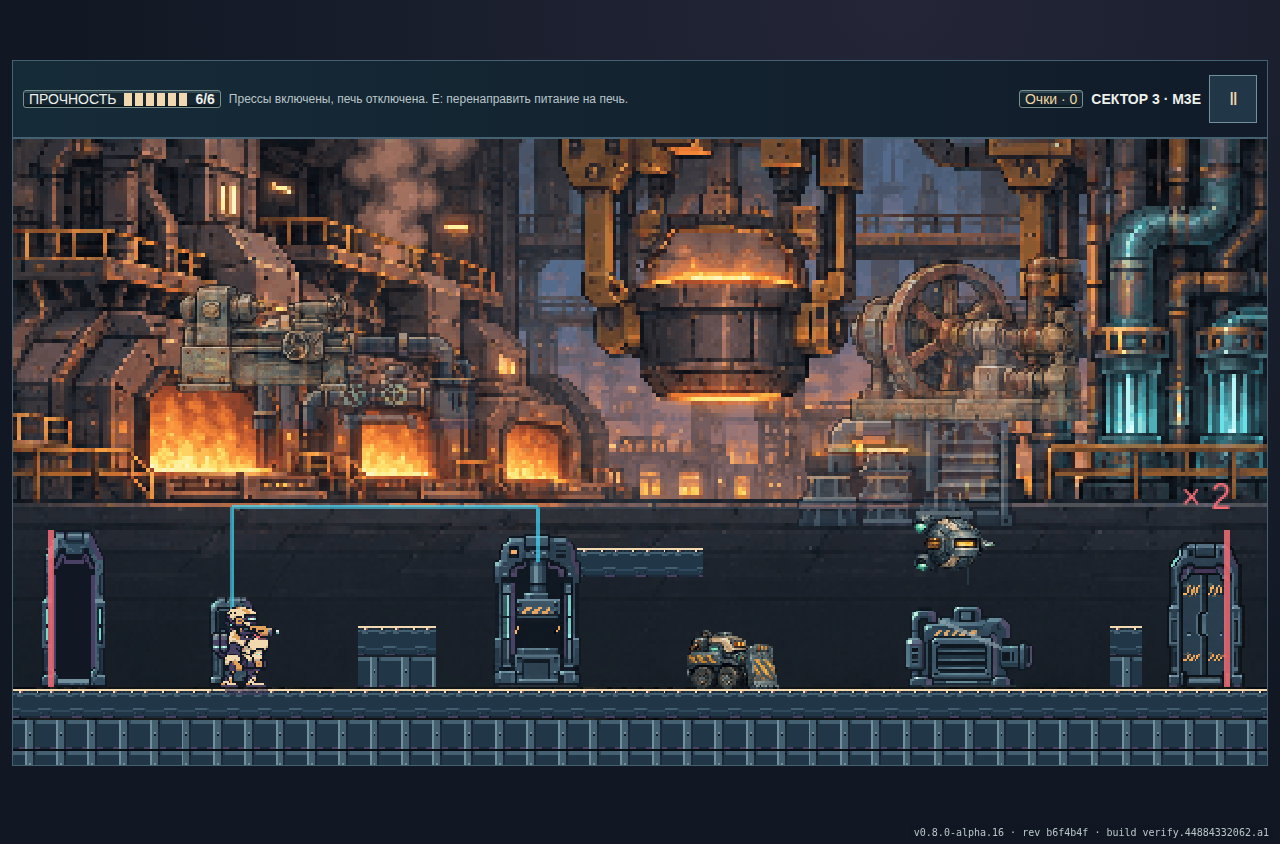 ПРОЧНОСТЬ 6/6 Прессы включены, печь отключена. E: перенаправить питание на печь. Очки · 0 СЕКТОР 3 · М3Е II
× 2
v0.8.0-alpha.16 · rev b6f4b4f · build verify.44884332062.a1